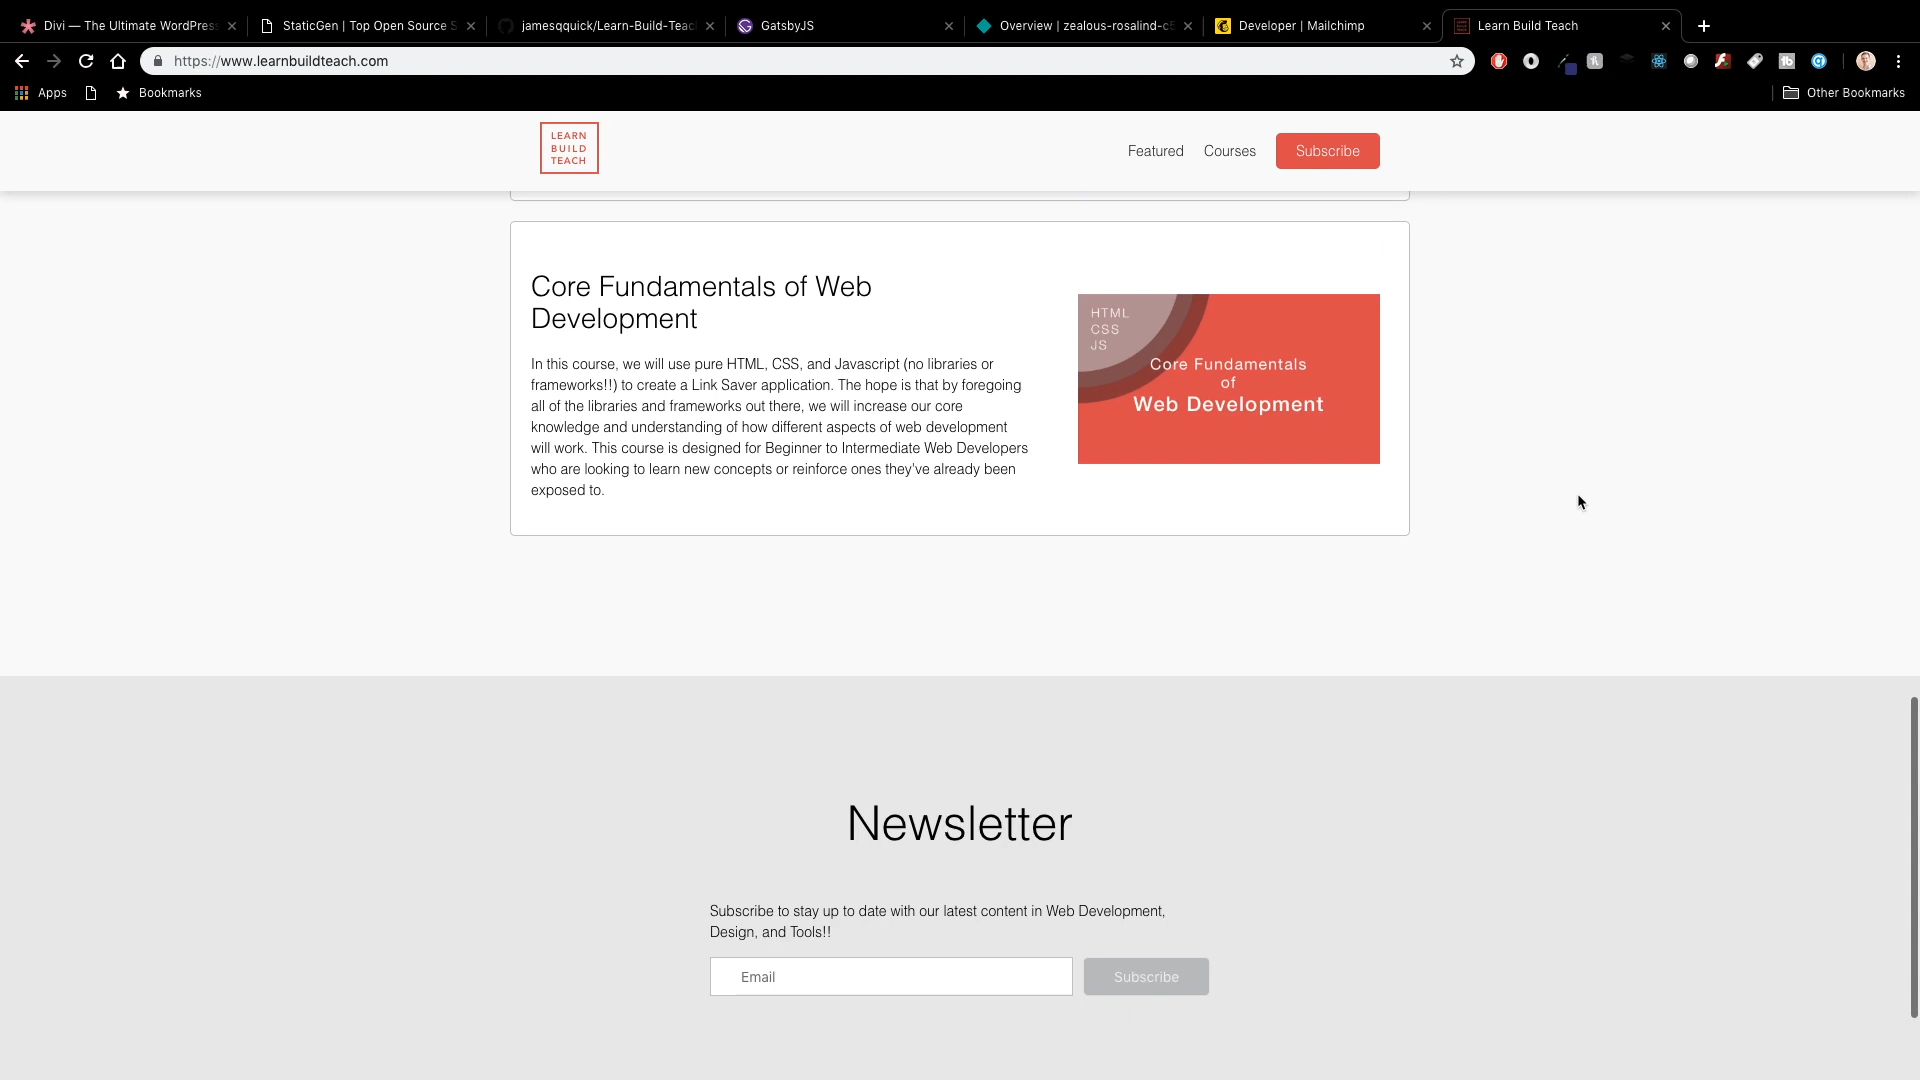 Divi — The Ultimate WordPress
StaticGen | Top Open Source S
jamesqquick/Learn-Build-Teac
GatsbyJS
Overview | zealous-rosalind-c5
Developer | Mailchimp
Learn Build Teach
https://www.learnbuildteach.com
Apps
Bookmarks
Other Bookmarks
LEARN
BUILD
TEACH
Featured
Courses
Subscribe
Core Fundamentals of Web
Development
In this course, we will use pure HTML, CSS, and Javascript (no libraries or
frameworks!!) to create a Link Saver application. The hope is that by foregoing
all of the libraries and frameworks out there, we will increase our core
knowledge and understanding of how different aspects of web development
will work. This course is designed for Beginner to Intermediate Web Developers
who are looking to learn new concepts or reinforce ones they've already been
exposed to.
HTML
CSS
JS
Core Fundamentals
of
Web Development
Newsletter
Subscribe to stay up to date with our latest content in Web Development,
Design, and Tools!!
Email
Subscribe